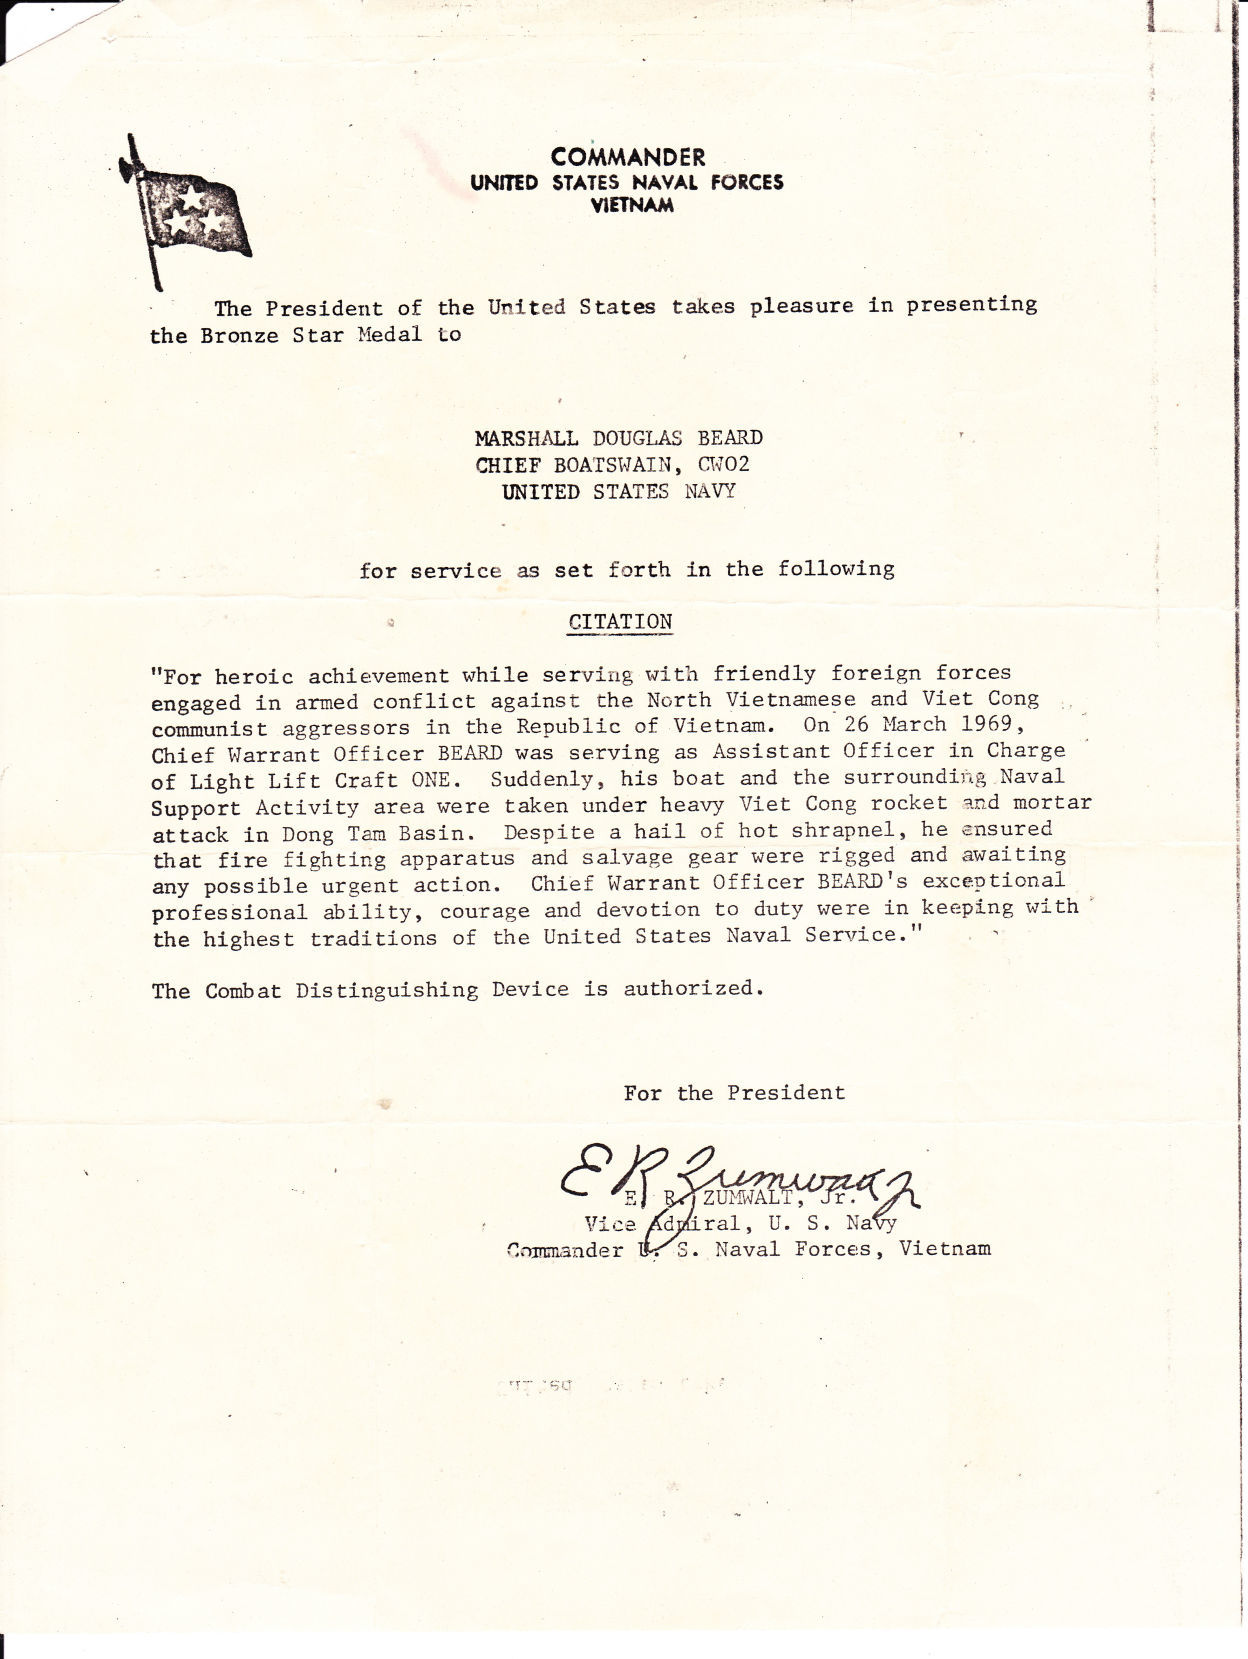 COMMANDER
UNITED STATES NAVAL FORCES
VIETNAM
The President of the United States takes pleasure in presenting
the Bronze Star Medal to
MARSHALL DOUGLAS BEARD
CHIEF BOATSWAIN, CWO2
UNITED STATES NAVY
for service as set forth in the following
CITATION
"For heroic achievement while serving with friendly foreign forces
engaged in armed conflict against the North Vietnamese and Viet Cong
communist aggressors in the Republic of Vietnam. On 26 March 1969,
Chief Warrant Officer BEARD was serving as Assistant Officer in Charge
of Light Lift Craft ONE. Suddenly, his boat and the surrounding Naval
Support Activity area were taken under heavy Viet Cong rocket and mortar
attack in Dong Tam Basin. Despite a hail of hot shrapnel, he ensured
that fire fighting apparatus and salvage gear were rigged and awaiting
any possible urgent action. Chief Warrant Officer BEARD's exceptional
professional ability, courage and devotion to duty were in keeping with
the highest traditions of the United States Naval Service."
The Combat Distinguishing Device is authorized.
For the President
E R Zumwalt Jr
E. R. ZUMWALT, Jr.
Vice Admiral, U. S. Navy
Commander U. S. Naval Forces, Vietnam